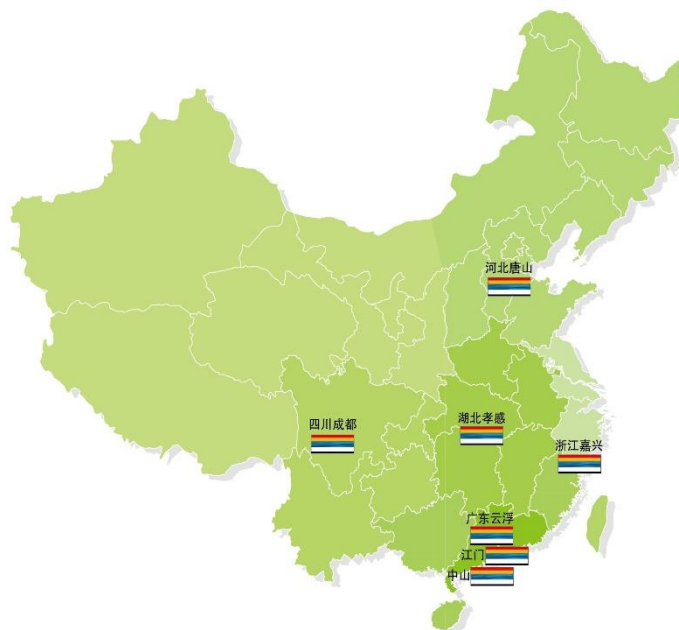 河北唐山
四川成都
湖北孝感
浙江嘉兴
广东云浮
江门
中山